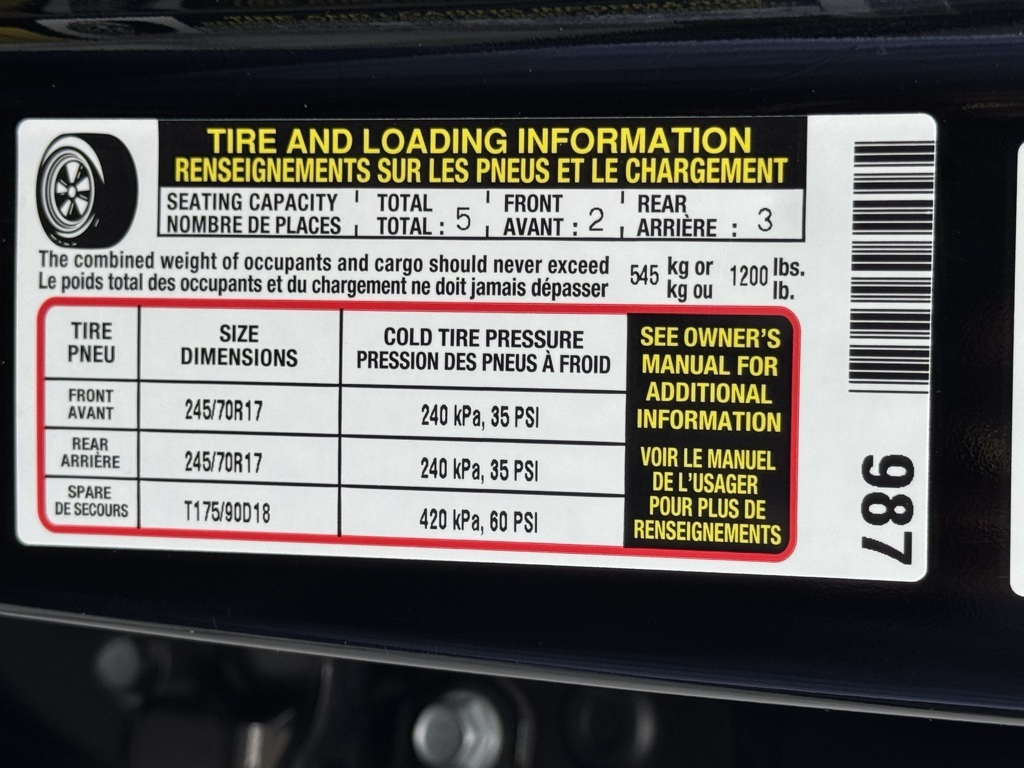 TIRE AND LOADING INFORMATION
RENSEIGNEMENTS SUR LES PNEUS ET LE CHARGEMENT
SEATING CAPACITY TOTAL FRONT REAR
NOMBRE DE PLACES TOTAL : 5 AVANT : 2 ARRIÈRE : 3
The combined weight of occupants and cargo should never exceed 545 kg or 1200 lbs.
Le poids total des occupants et du chargement ne doit jamais dépasser kg ou lb.
TIRE SIZE COLD TIRE PRESSURE
PNEU DIMENSIONS PRESSION DES PNEUS À FROID
FRONT
AVANT 245/70R17 240 kPa, 35 PSI
REAR
ARRIÈRE 245/70R17 240 kPa, 35 PSI
SPARE
DE SECOURS T175/90D18 420 kPa, 60 PSI
SEE OWNER'S
MANUAL FOR
ADDITIONAL
INFORMATION
VOIR LE MANUEL
DE L'USAGER
POUR PLUS DE
RENSEIGNEMENTS
987